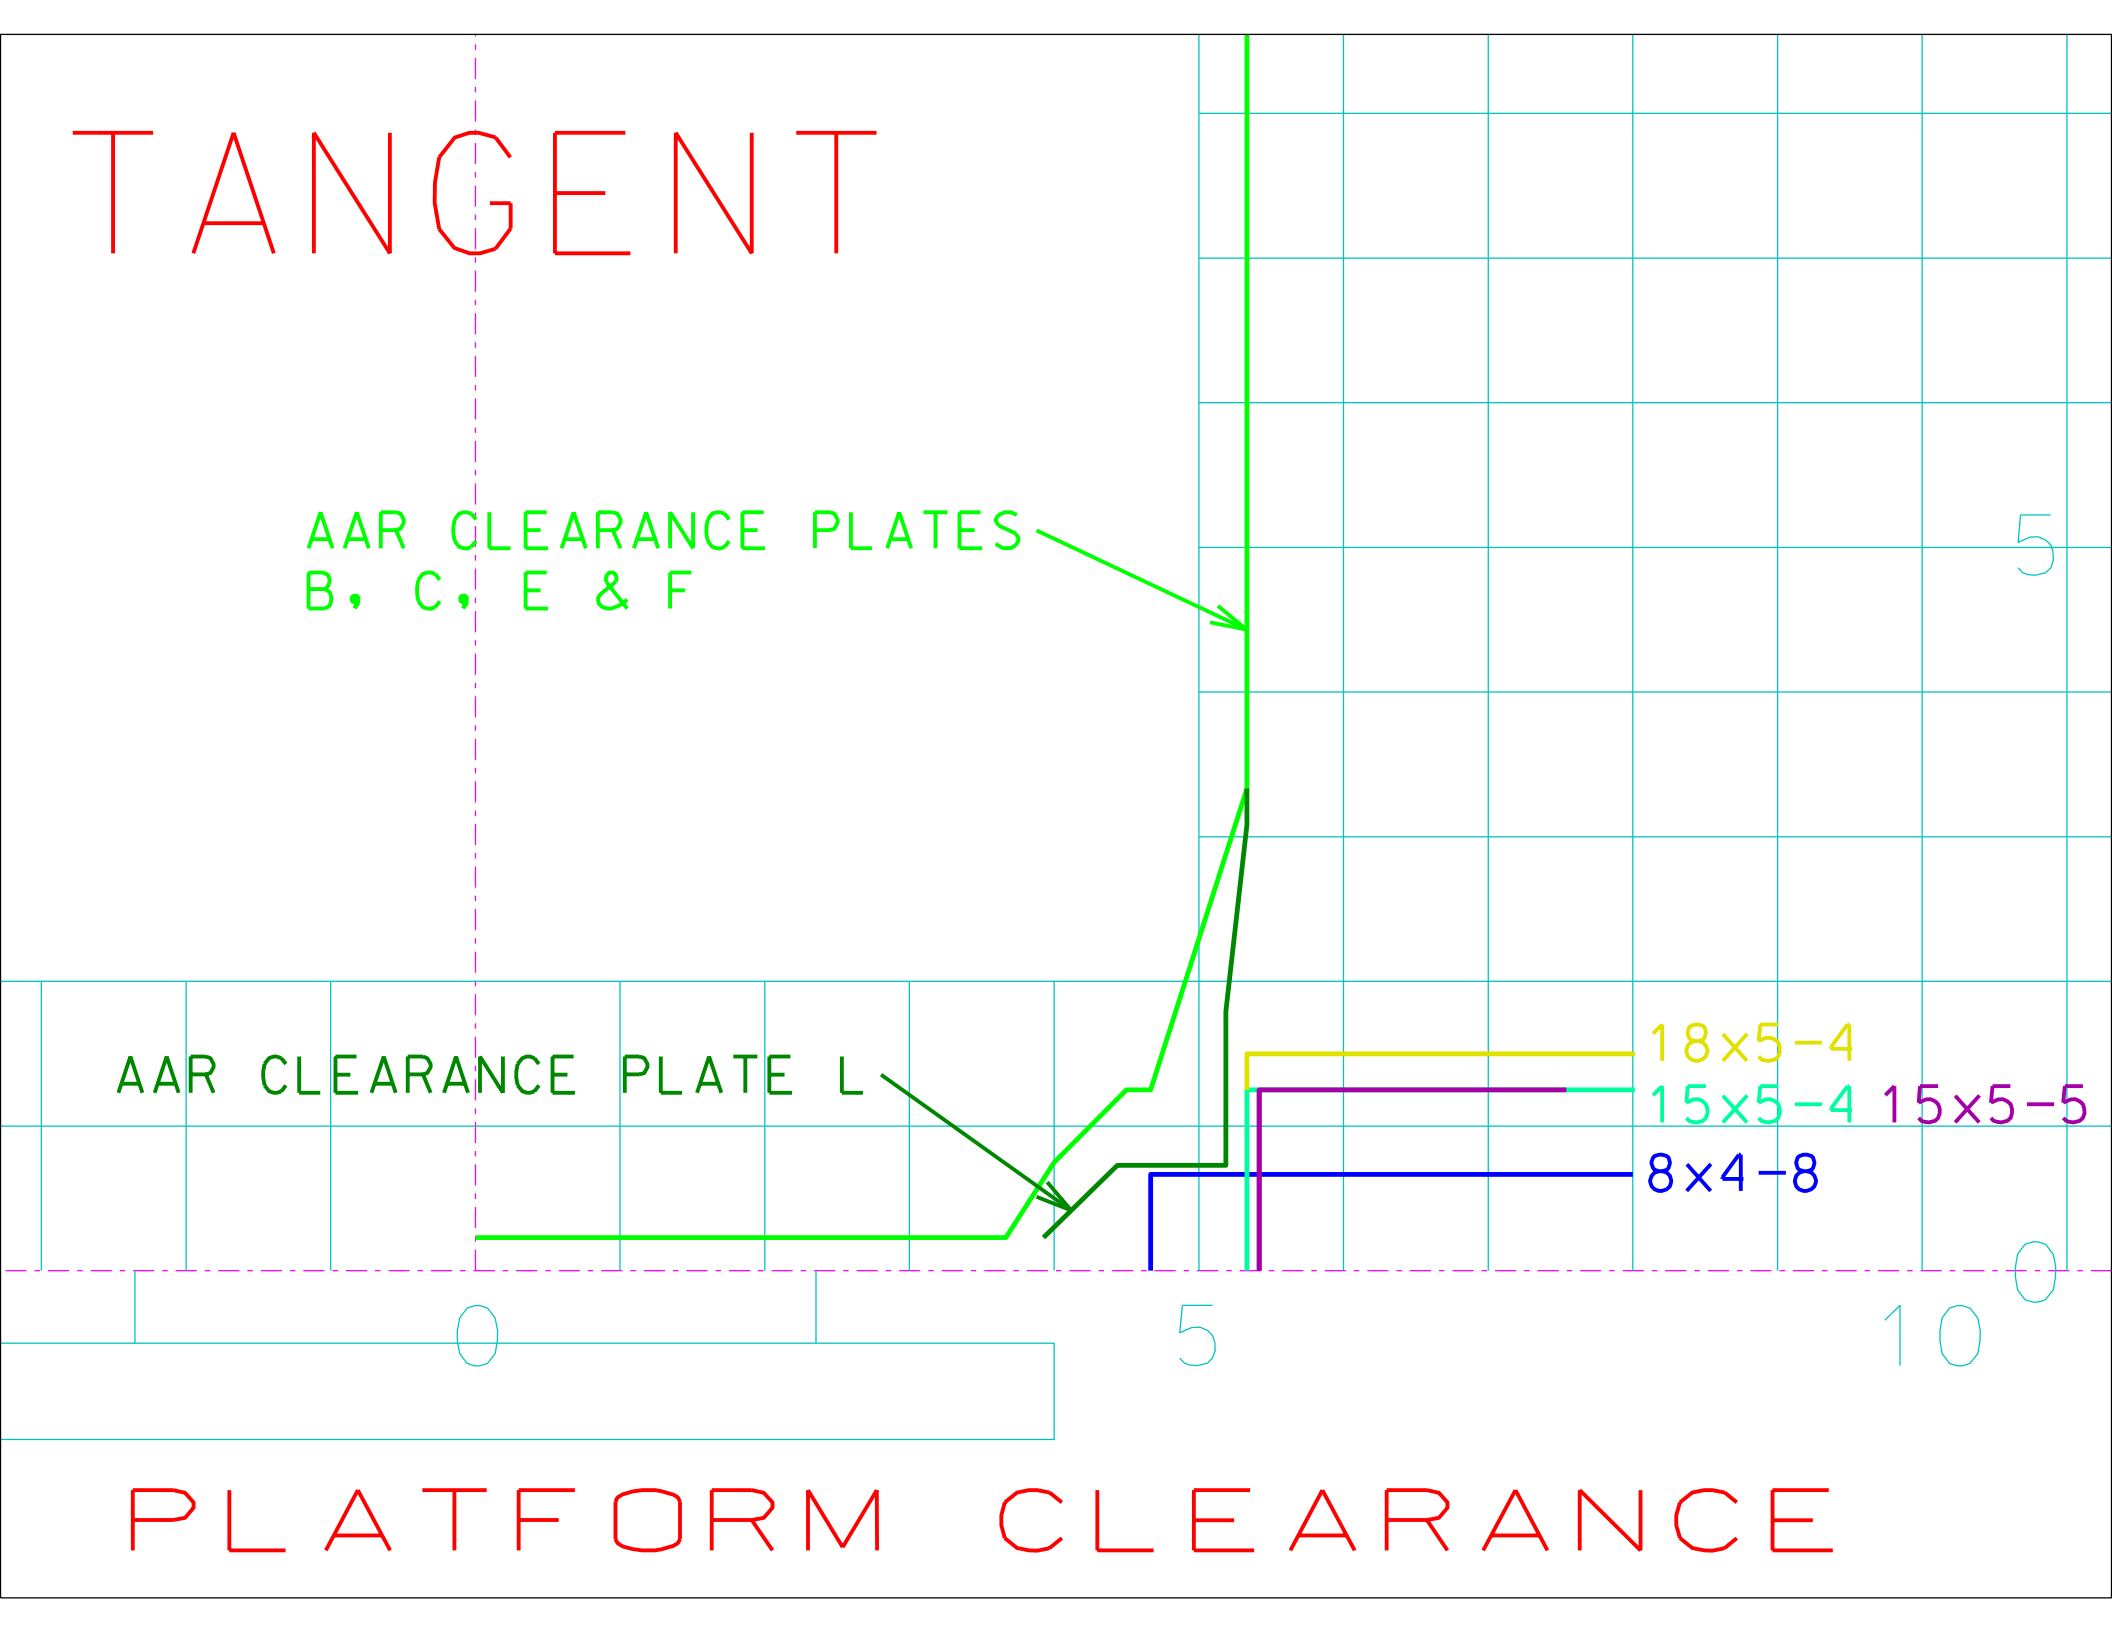 TANGENT
AAR CLEARANCE PLATES
B, C, E & F
5
18x5-4
AAR CLEARANCE PLATE L
15x5-4 15x5-5
8x4-8
0
0 5 10
PLATFORM CLEARANCE